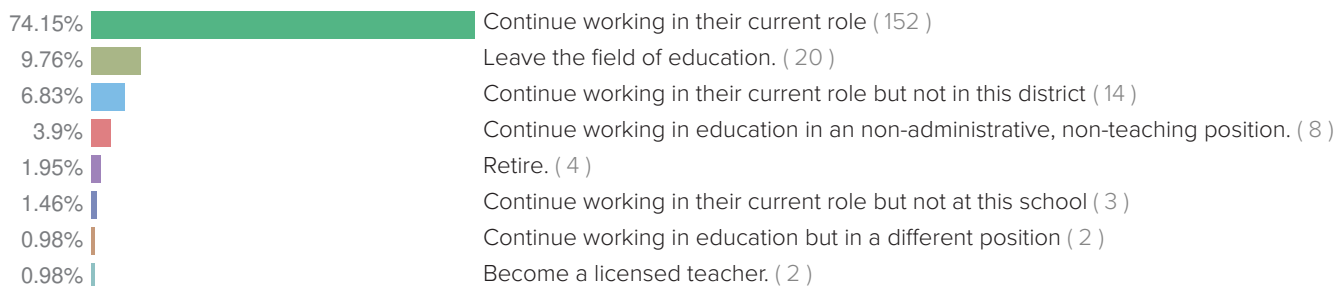 74.15% Continue working in their current role ( 152 )
9.76% Leave the field of education. ( 20 )
6.83% Continue working in their current role but not in this district ( 14 )
3.9% Continue working in education in an non-administrative, non-teaching position. ( 8 )
1.95% Retire. ( 4 )
1.46% Continue working in their current role but not at this school ( 3 )
0.98% Continue working in education but in a different position ( 2 )
0.98% Become a licensed teacher. ( 2 )